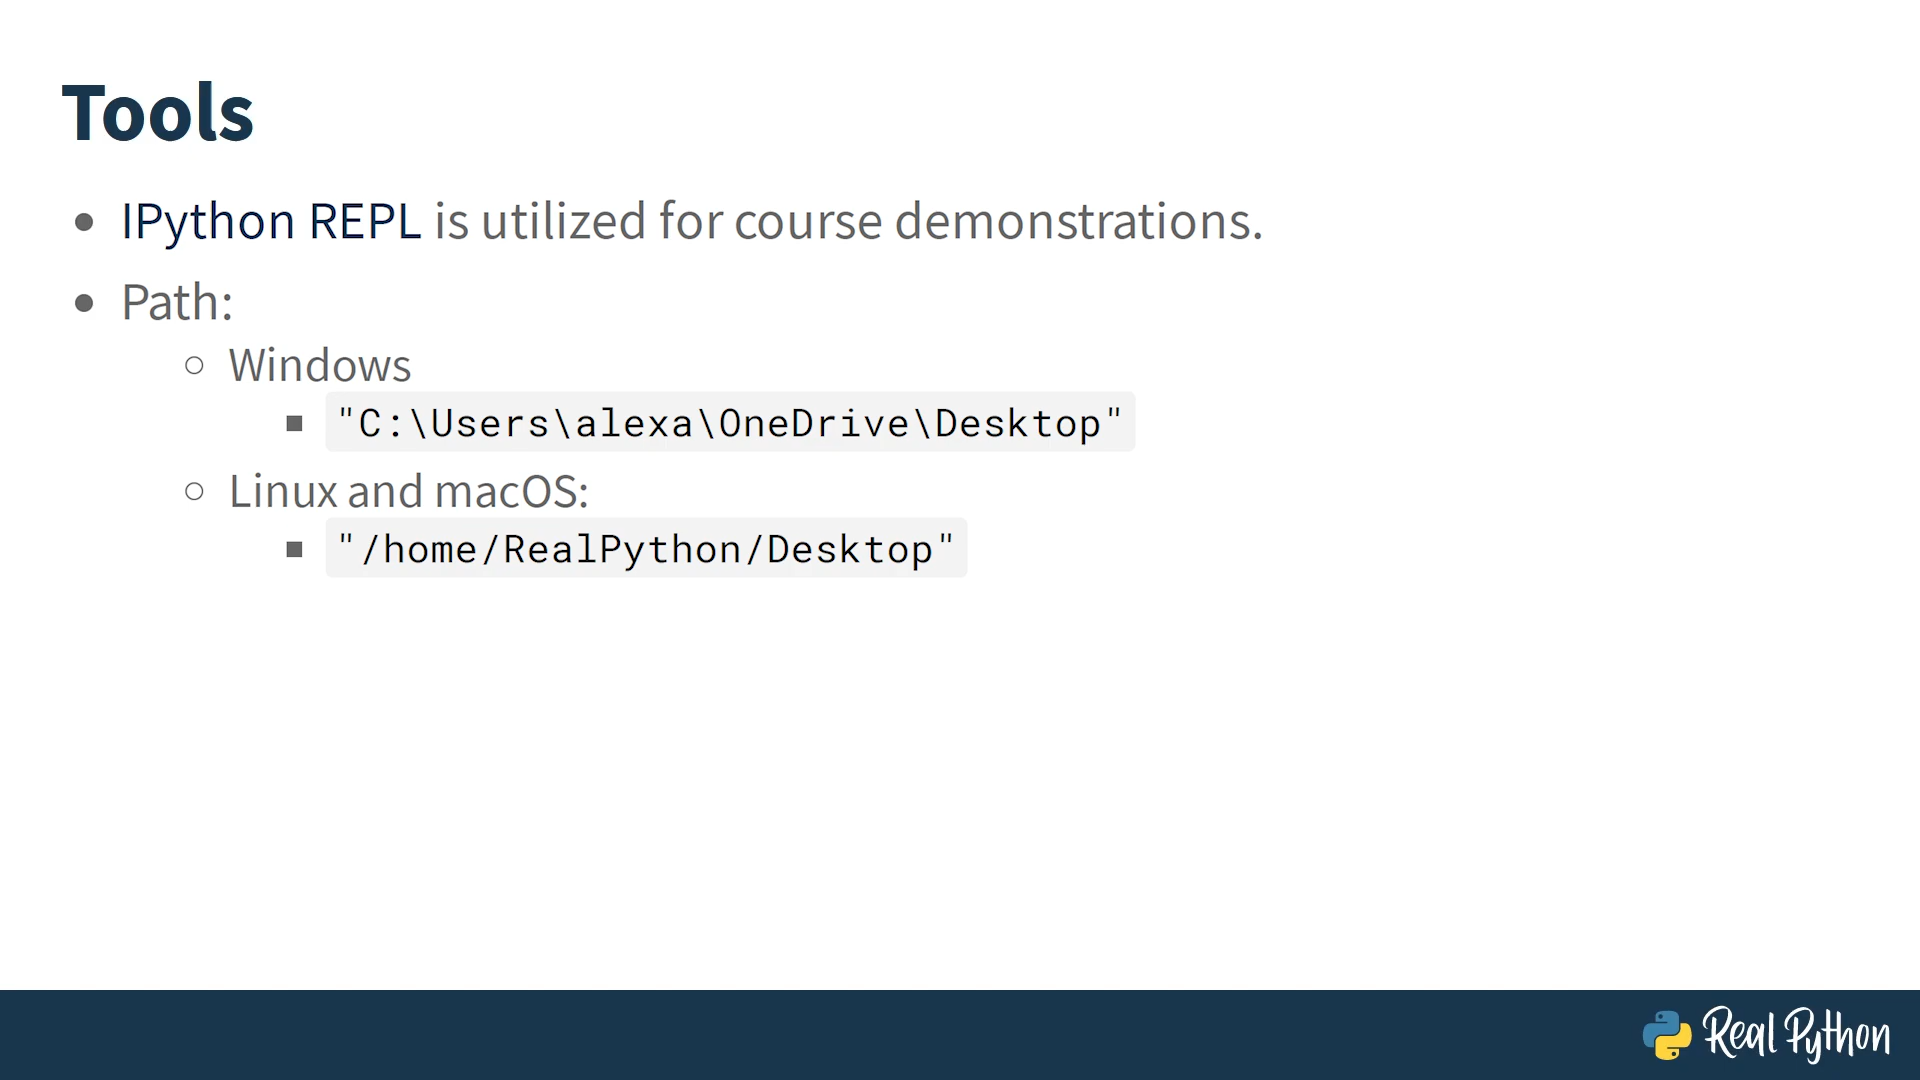 Tools
IPython REPL is utilized for course demonstrations.
Path:
Windows
"C:\Users\alexa\OneDrive\Desktop"
Linux and macOS:
"/home/RealPython/Desktop"
Real Python